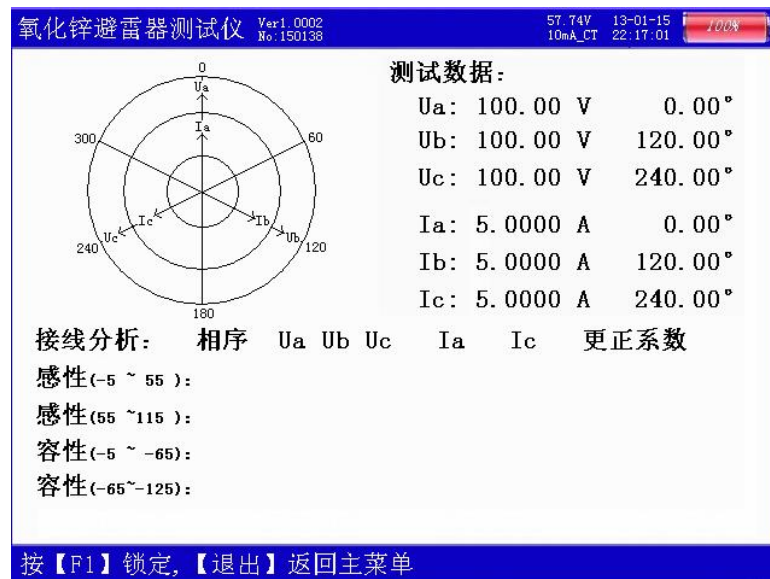 氧化锌避雷器测试仪 Ver1.0002 57.74V 13-01-15 100%
No:150138 10mA_CT 22:17:01
测试数据:
0
Ua
Ia
300
60
Ic
Ib
Uc
Ub
240
120
180
Ua: 100.00 V 0.00°
Ub: 100.00 V 120.00°
Uc: 100.00 V 240.00°
Ia: 5.0000 A 0.00°
Ib: 5.0000 A 120.00°
Ic: 5.0000 A 240.00°
接线分析: 相序 Ua Ub Uc Ia Ic 更正系数
感性(-5 ~ 55 ):
感性(55 ~115 ):
容性(-5 ~ -65):
容性(-65~-125):
按【F1】锁定,【退出】返回主菜单